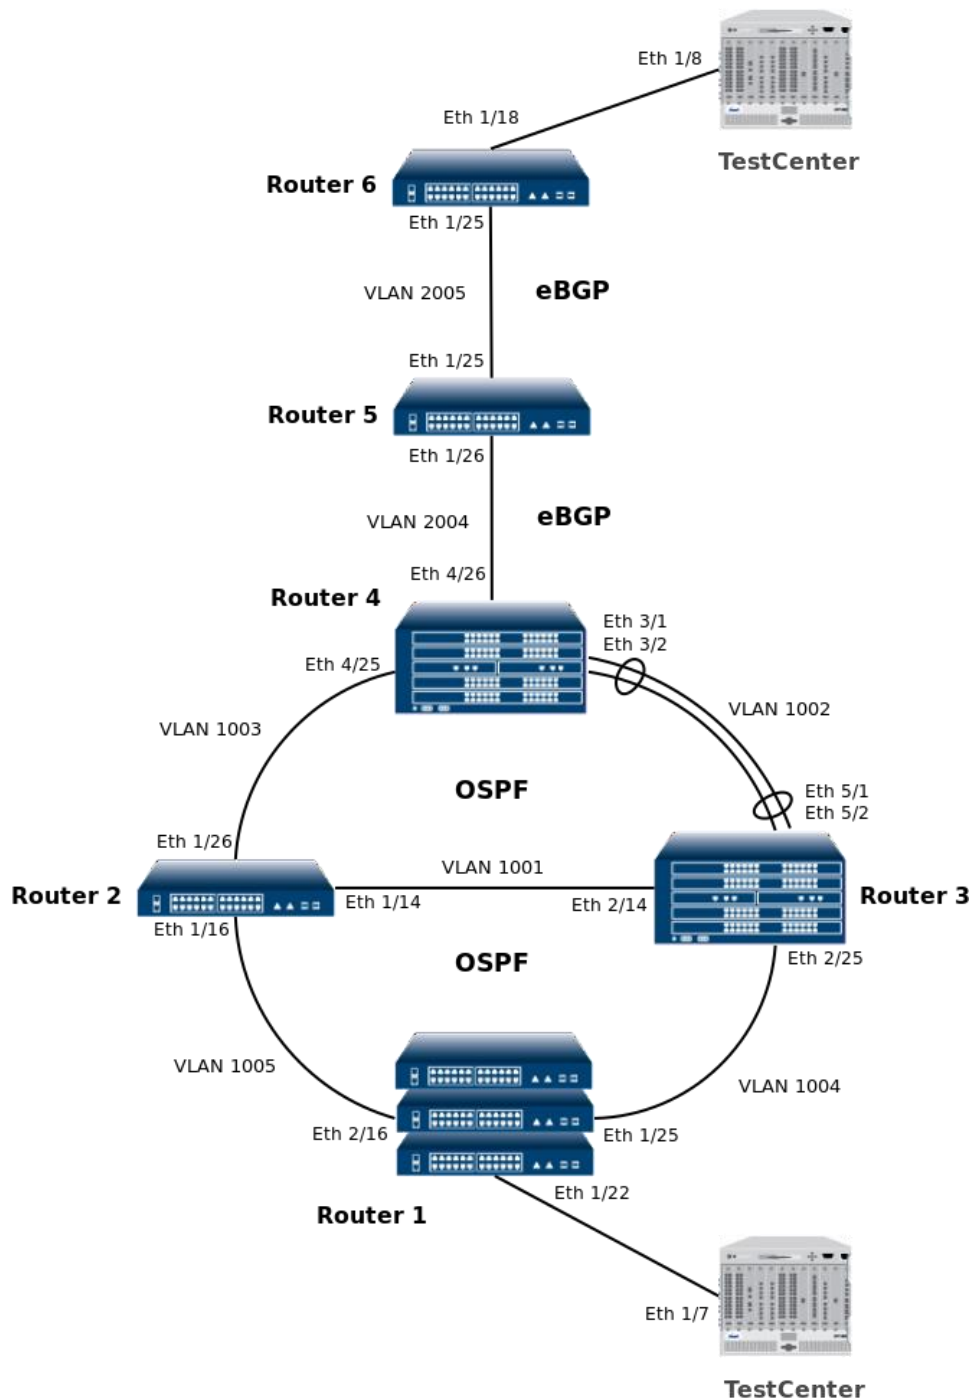 Eth 1/8
Eth 1/18
TestCenter
Router 6
Eth 1/25
VLAN 2005
eBGP
Eth 1/25
Router 5
Eth 1/26
VLAN 2004
eBGP
Eth 4/26
Router 4
Eth 3/1
Eth 3/2
Eth 4/25
VLAN 1002
VLAN 1003
OSPF
Eth 5/1
Eth 5/2
Eth 1/26
VLAN 1001
Router 2
Eth 1/14
Eth 2/14
Router 3
Eth 1/16
OSPF
Eth 2/25
VLAN 1005
VLAN 1004
Eth 2/16
Eth 1/25
Eth 1/22
Router 1
Eth 1/7
TestCenter